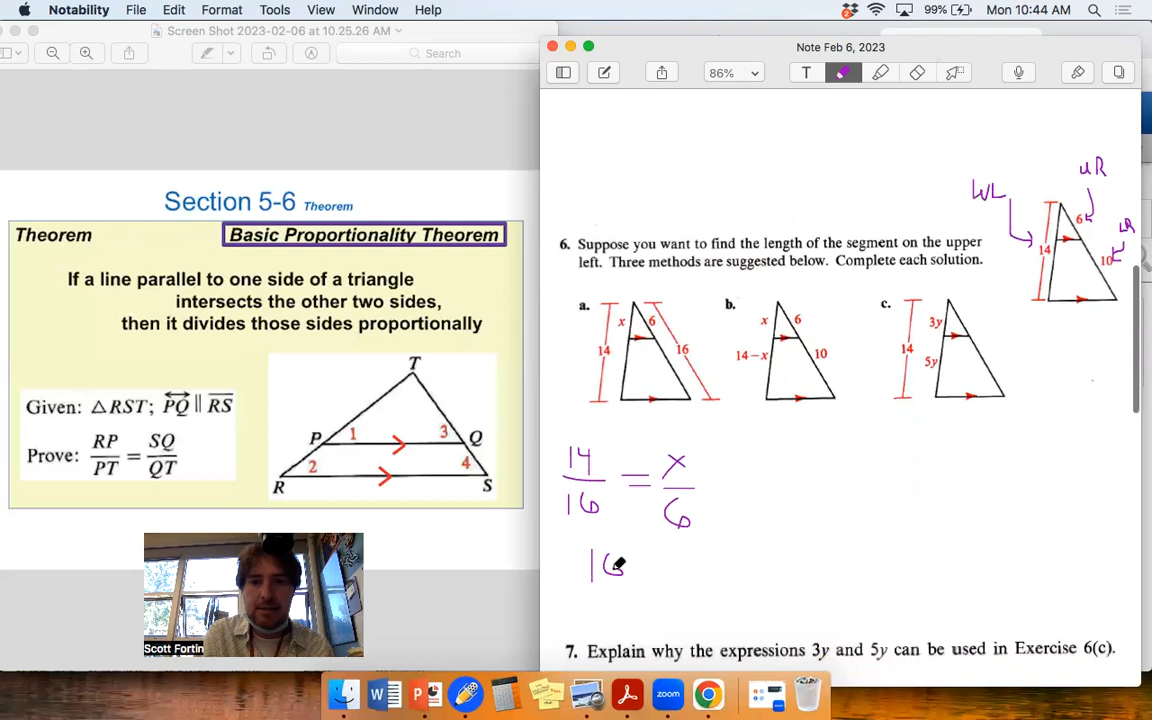 Notability File Edit Format Tools View Window Help 99% Mon 10:44 AM
Screen Shot 2023-02-06 at 10.25.26 AM
Search
Note Feb 6, 2023
86%
T
Section 5-6 Theorem
Theorem
Basic Proportionality Theorem
If a line parallel to one side of a triangle
intersects the other two sides,
then it divides those sides proportionally
Given: △RST; PQ ∥ RS
Prove: RP/PT = SQ/QT
T
P 1 3 Q
2 4
R S
Scott Fortin
WL
uR
6
LR
14
10
6. Suppose you want to find the length of the segment on the upper
left. Three methods are suggested below. Complete each solution.
a. x 6 14 16
b. x 6 14 – x 10
c. 3y 14 5y
14/16 = x/6
16
7. Explain why the expressions 3y and 5y can be used in Exercise 6(c).